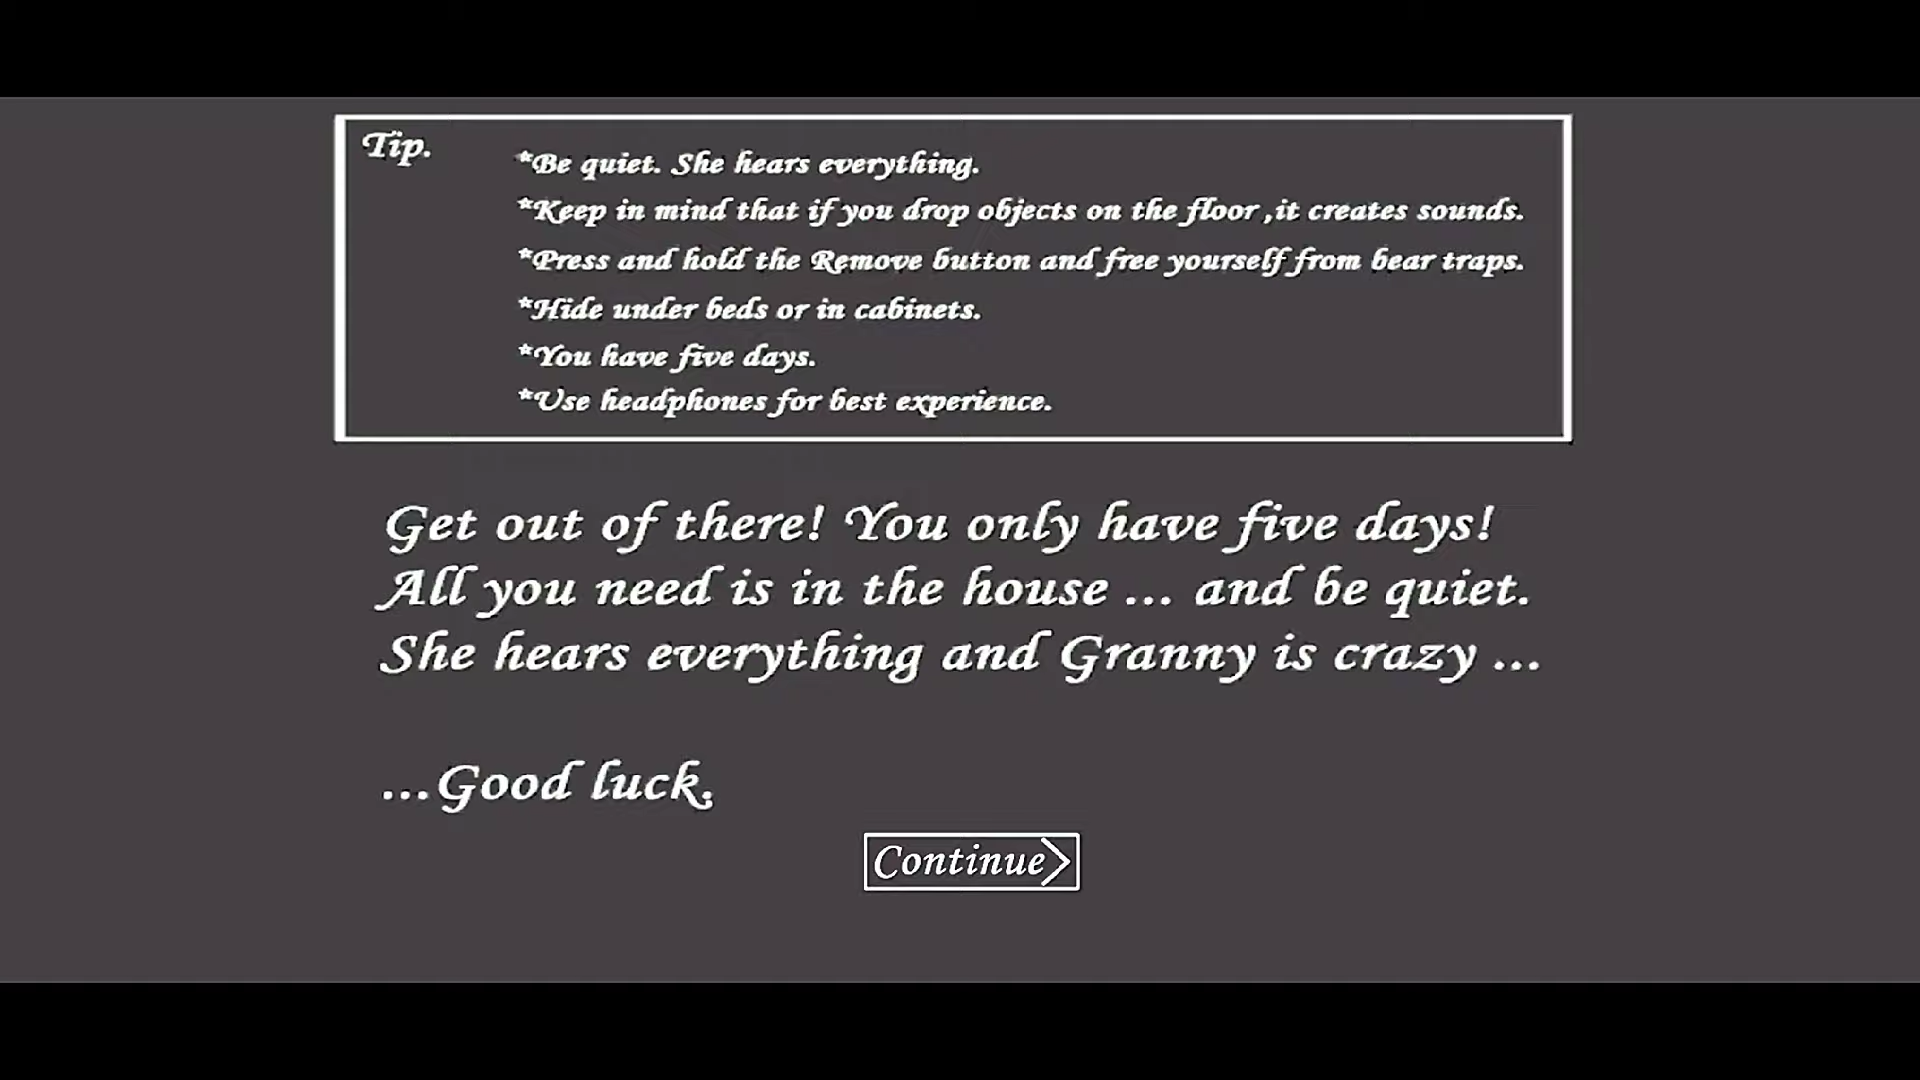 Tip.
*Be quiet. She hears everything.
*Keep in mind that if you drop objects on the floor ,it creates sounds.
*Press and hold the Remove button and free yourself from bear traps.
*Hide under beds or in cabinets.
*You have five days.
*Use headphones for best experience.
Get out of there! You only have five days!
All you need is in the house ... and be quiet.
She hears everything and Granny is crazy ...
...Good luck.
Continue>